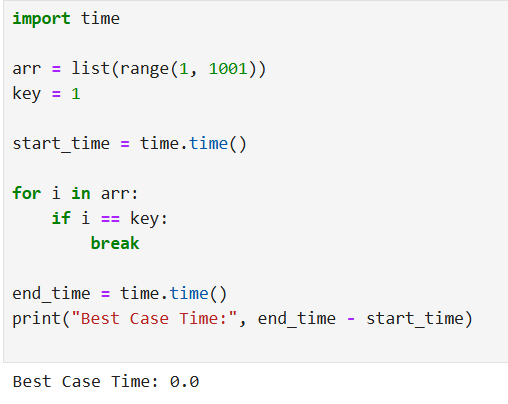 import time
arr = list(range(1, 1001))
key = 1
start_time = time.time()
for i in arr:
    if i == key:
        break
end_time = time.time()
print("Best Case Time:", end_time - start_time)
Best Case Time: 0.0